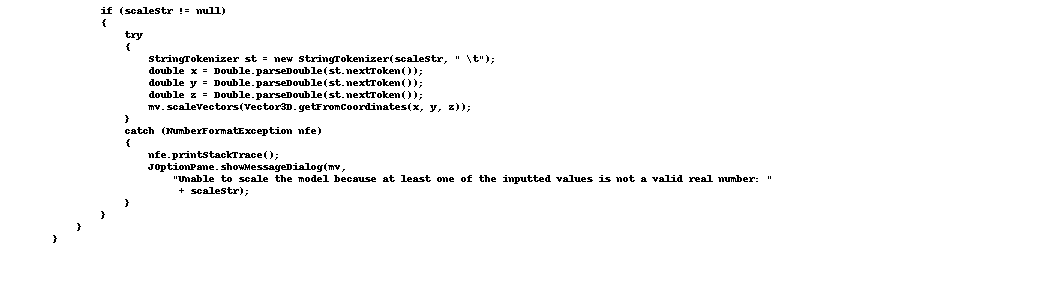 if (scaleStr != null)
{
try
{
StringTokenizer st = new StringTokenizer(scaleStr, " \t");
double x = Double.parseDouble(st.nextToken());
double y = Double.parseDouble(st.nextToken());
double z = Double.parseDouble(st.nextToken());
mv.scaleVectors(Vector3D.getFromCoordinates(x, y, z));
}
catch (NumberFormatException nfe)
{
nfe.printStackTrace();
JOptionPane.showMessageDialog(mv,
"Unable to scale the model because at least one of the inputted values is not a valid real number: "
+ scaleStr);
}
}
}
}